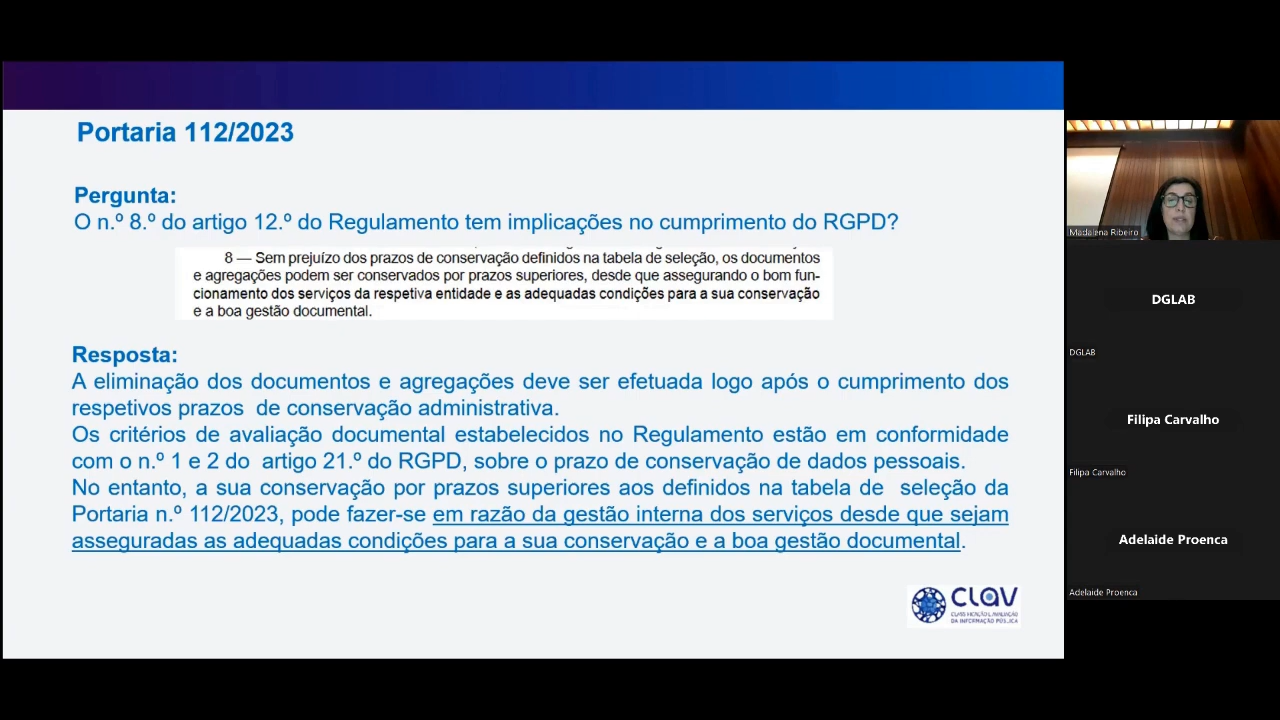 Portaria 112/2023
Pergunta:
O n.º 8.º do artigo 12.º do Regulamento tem implicações no cumprimento do RGPD?
8 — Sem prejuízo dos prazos de conservação definidos na tabela de seleção, os documentos
e agregações podem ser conservados por prazos superiores, desde que assegurando o bom fun-
cionamento dos serviços da respetiva entidade e as adequadas condições para a sua conservação
e a boa gestão documental.
Resposta:
A eliminação dos documentos e agregações deve ser efetuada logo após o cumprimento dos
respetivos prazos de conservação administrativa.
Os critérios de avaliação documental estabelecidos no Regulamento estão em conformidade
com o n.º 1 e 2 do artigo 21.º do RGPD, sobre o prazo de conservação de dados pessoais.
No entanto, a sua conservação por prazos superiores aos definidos na tabela de seleção da
Portaria n.º 112/2023, pode fazer-se em razão da gestão interna dos serviços desde que sejam
asseguradas as adequadas condições para a sua conservação e a boa gestão documental.
CLAV
CLASSIFICAÇÃO E AVALIAÇÃO
DA INFORMAÇÃO PÚBLICA
Madalena Ribeiro
DGLAB
DGLAB
Filipa Carvalho
Filipa Carvalho
Adelaide Proenca
Adelaide Proenca